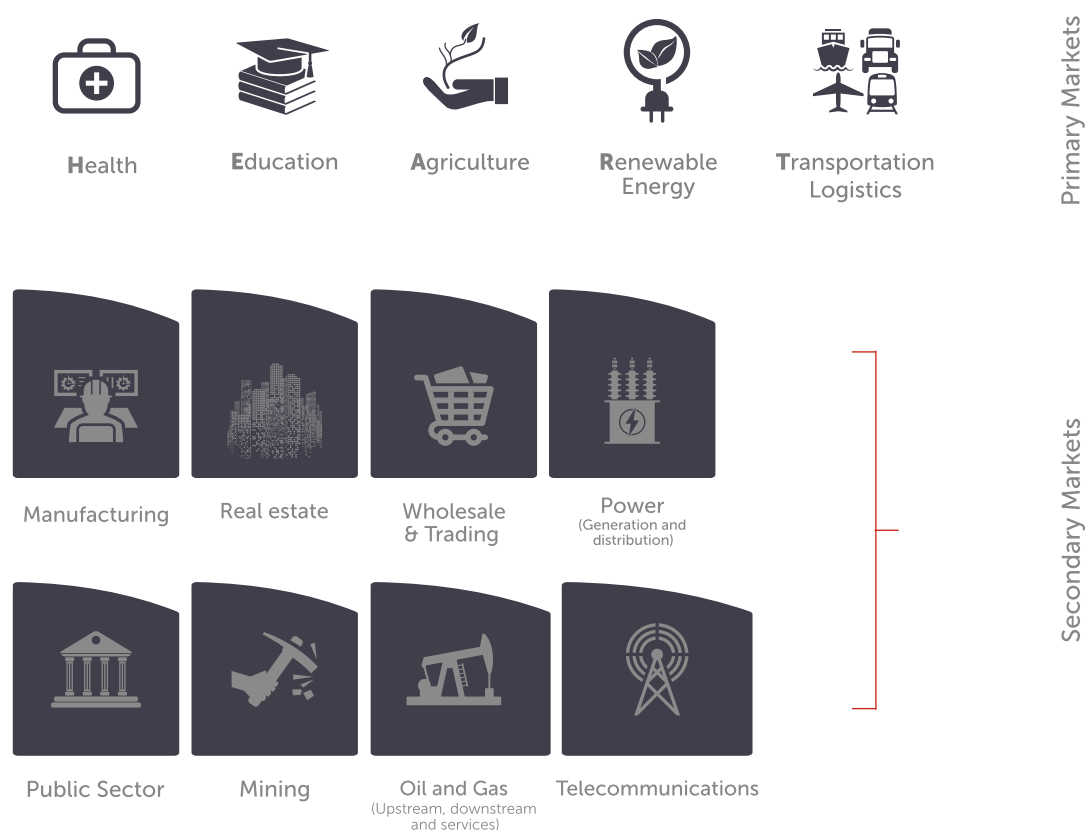 Primary Markets
Health
Education
Agriculture
Renewable
Energy
Transportation
Logistics
Secondary Markets
Manufacturing
Real estate
Wholesale
& Trading
Power
(Generation and
distribution)
Public Sector
Mining
Oil and Gas
(Upstream, downstream
and services)
Telecommunications